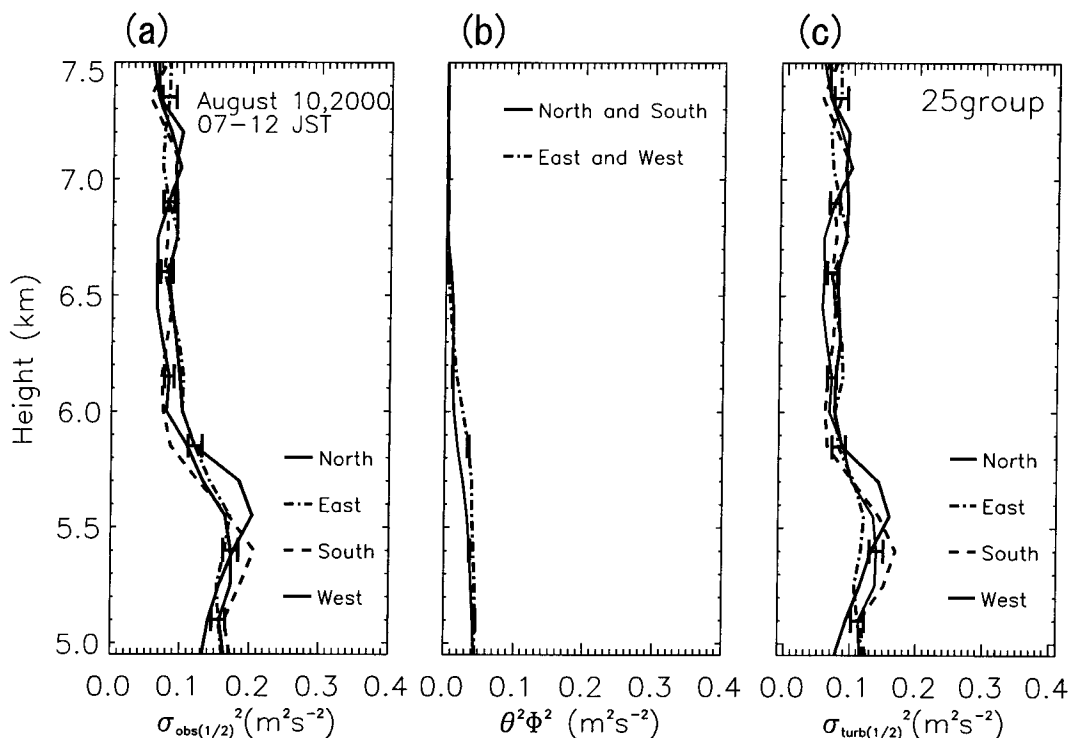 (a)
(b)
(c)
7.5
7.0
6.5
6.0
5.5
5.0
Height (km)
August 10,2000
07-12 JST
North
East
South
West
0.0 0.1 0.2 0.3 0.4
σobs(1/2)²(m²s⁻²)
North and South
East and West
0.0 0.1 0.2 0.3 0.4
θ²Φ² (m²s⁻²)
25group
North
East
South
West
0.0 0.1 0.2 0.3 0.4
σturb(1/2)²(m²s⁻²)